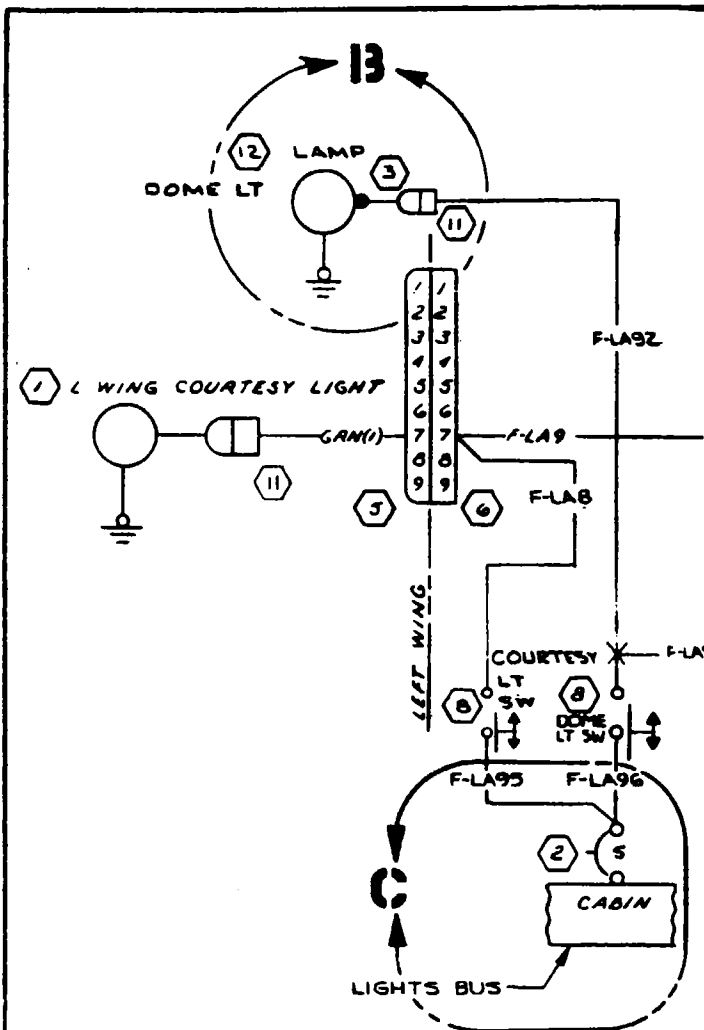 B
12 LAMP
3
DOME LT
11
1 1
2 2
3 3
F-LA92
4 4
1 L WING COURTESY LIGHT
5 5
6 6
GRN(1)
7 7
F-LA9
8 8
11
9 9
F-LA8
5
6
LEFT WING
COURTESY
LT
SW
8
8
DOME
LT SW
F-LA95
F-LA96
2
5
C
CABIN
LIGHTS BUS